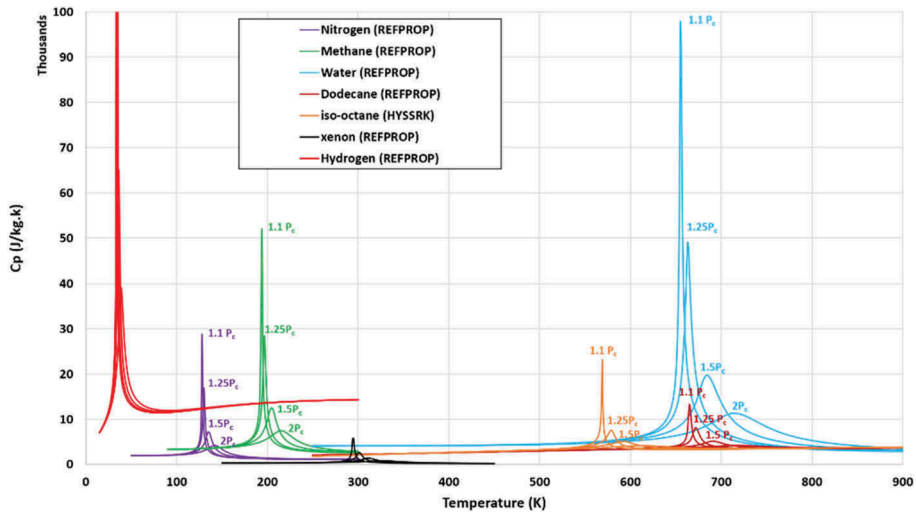 Thousands
Cp (J/kg.k)
100
90
80
70
60
50
40
30
20
10
0
Nitrogen (REFPROP)
Methane (REFPROP)
Water (REFPROP)
Dodecane (REFPROP)
iso-octane (HYSSRK)
xenon (REFPROP)
Hydrogen (REFPROP)
1.1 Pc
1.25Pc
1.5Pc
2Pc
1.1 Pc
1.25Pc
1.5Pc
2Pc
1.1 Pc
1.25Pc
1.5Pc
1.1 Pc
1.25Pc
1.5Pc
2Pc
1.1 Pc
1.25 Pc
1.5 Pc
0
100
200
300
400
500
600
700
800
900
Temperature (K)